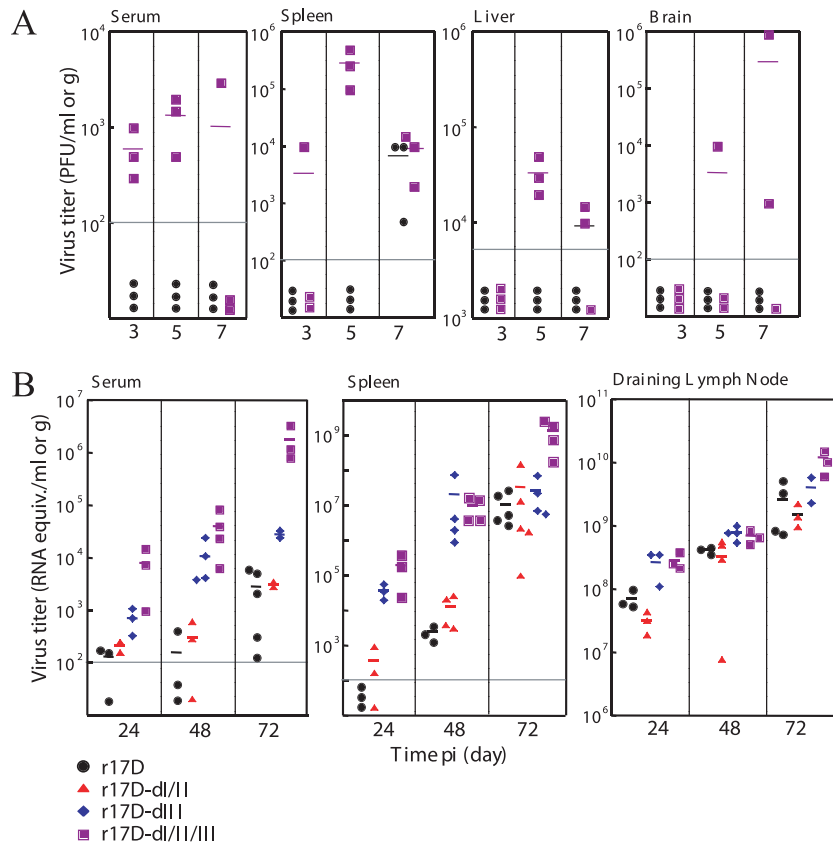 A
Serum
Spleen
Liver
Brain
Virus titer (PFU/ml or g)
10^4
10^3
10^2
10^6
10^5
10^4
10^3
10^2
10^6
10^5
10^4
10^3
10^6
10^5
10^4
10^3
10^2
3 5 7
3 5 7
3 5 7
3 5 7
B
Serum
Spleen
Draining Lymph Node
Virus titer (RNA equiv./ml or g)
10^7
10^6
10^5
10^4
10^3
10^2
10^9
10^7
10^5
10^3
10^11
10^10
10^9
10^8
10^7
10^6
24 48 72
24 48 72
24 48 72
Time pi (day)
r17D
r17D-dI/II
r17D-dIII
r17D-dI/II/III